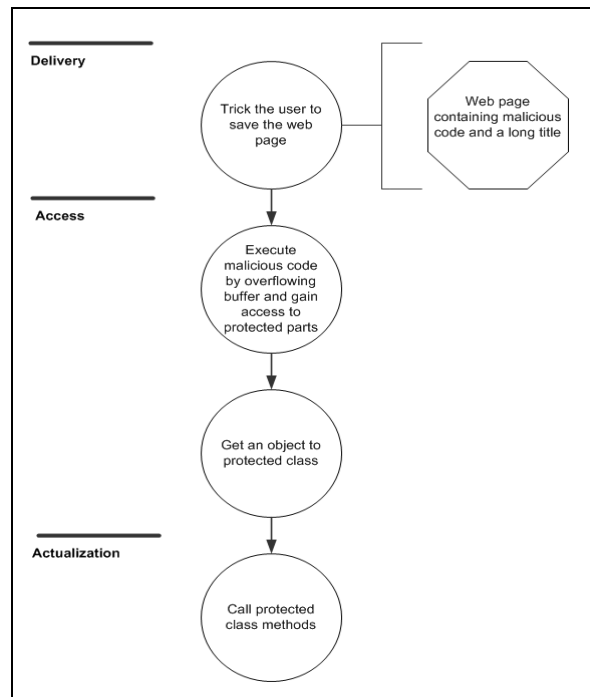 Delivery
Trick the user to
save the web
page
Web page
containing malicious
code and a long title
Access
Execute
malicious code
by overflowing
buffer and gain
access to
protected parts
Get an object to
protected class
Actualization
Call protected
class methods